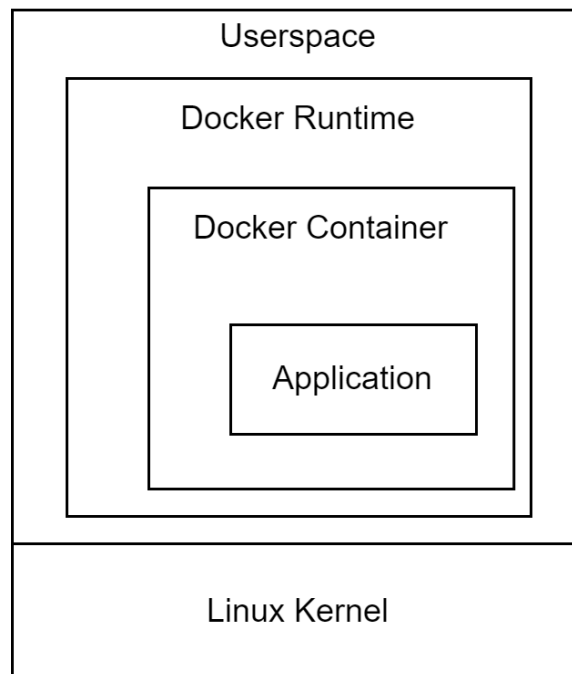 Userspace
Docker Runtime
Docker Container
Application
Linux Kernel